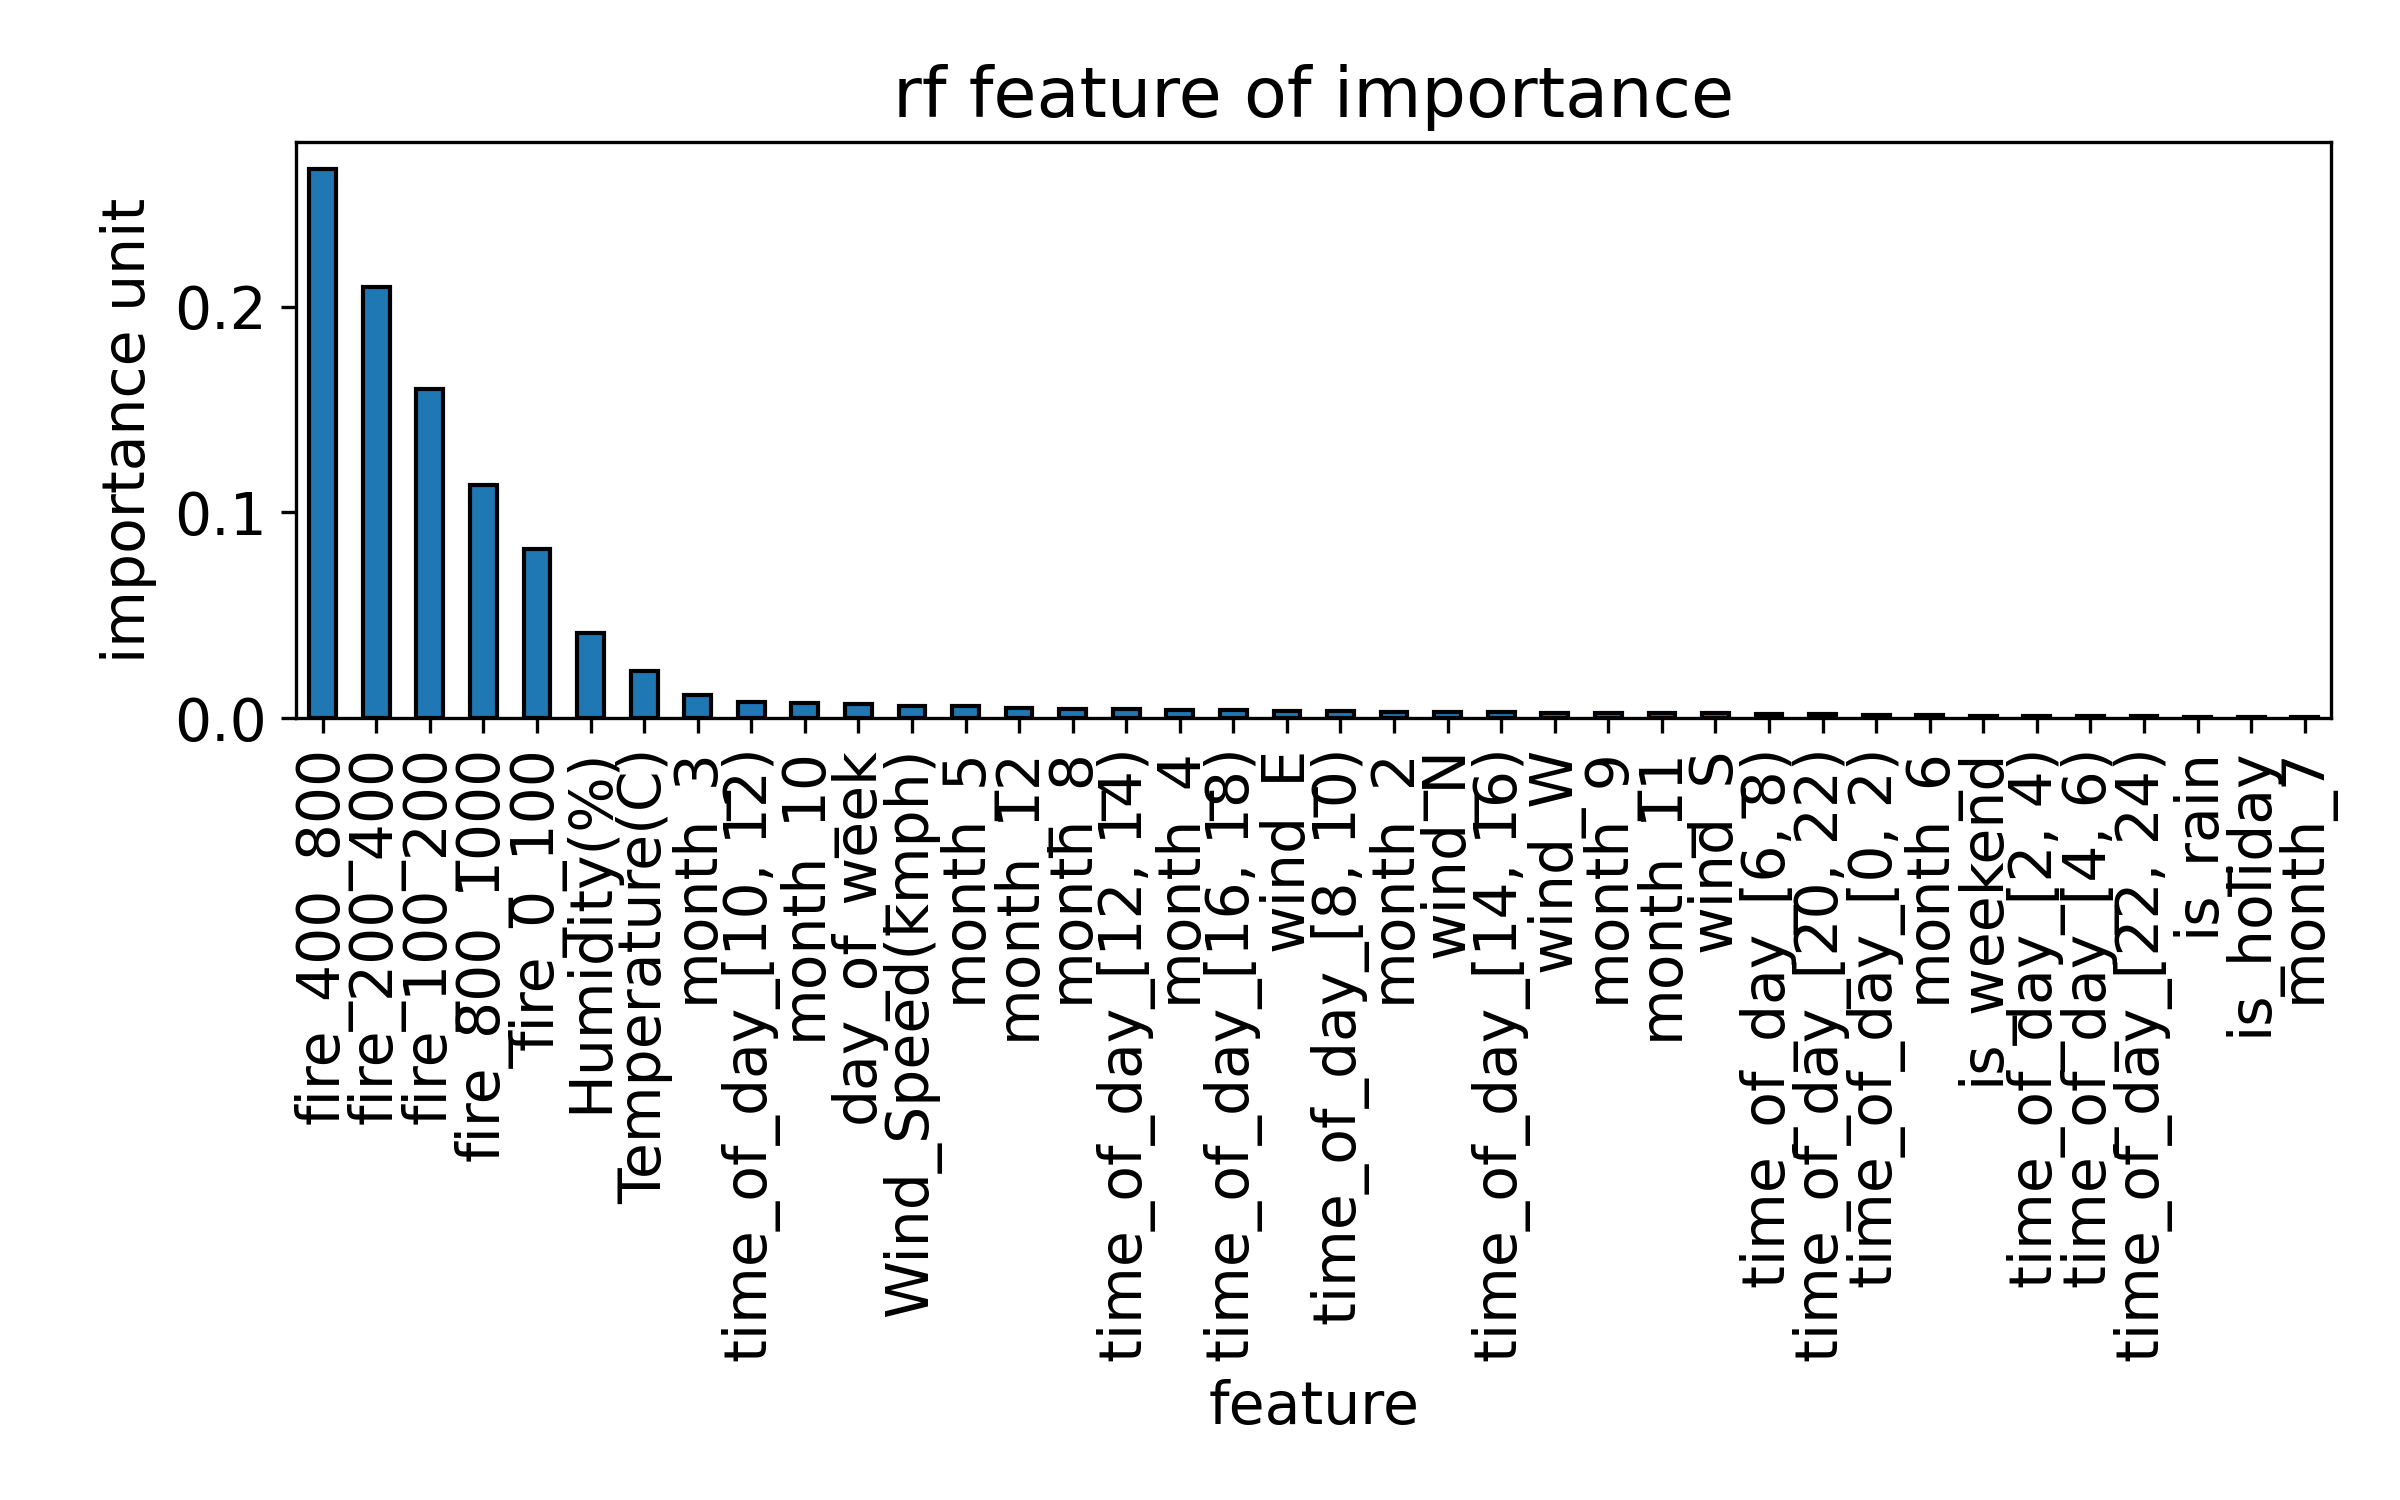 rf feature of importance
importance unit
0.2
0.1
0.0
fire_400_800
fire_200_400
fire_100_200
fire_800_1000
fire_0_100
Humidity(%)
Temperature(C)
month_3
time_of_day_[10, 12)
month_10
day_of_week
Wind_Speed(kmph)
month_5
month_12
month_8
time_of_day_[12, 14)
month_4
time_of_day_[16, 18)
wind_E
time_of_day_[8, 10)
month_2
wind_N
time_of_day_[14, 16)
wind_W
month_9
month_11
wind_S
time_of_day_[6, 8)
time_of_day_[20, 22)
time_of_day_[0, 2)
month_6
is_weekend
time_of_day_[2, 4)
time_of_day_[4, 6)
time_of_day_[22, 24)
is_rain
is_holiday
month_7
feature